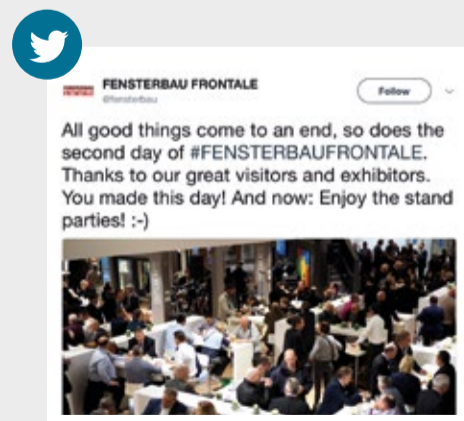 FENSTERBAU FRONTALE
Follow
@fensterbau
All good things come to an end, so does the
second day of #FENSTERBAUFRONTALE.
Thanks to our great visitors and exhibitors.
You made this day! And now: Enjoy the stand
parties! :-)